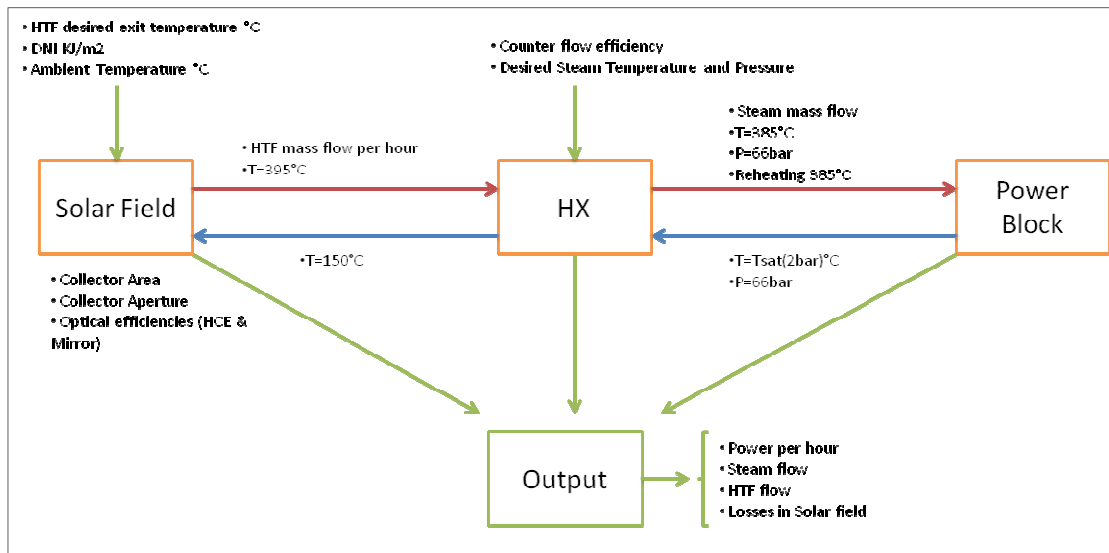 • HTF desired exit temperature °C
• DNI KJ/m2
• Ambient Temperature °C
• Counter flow efficiency
• Desired Steam Temperature and Pressure
• Steam mass flow
• T=385°C
• P=66bar
• Reheating 385°C
• HTF mass flow per hour
• T=395°C
Solar Field
HX
Power
Block
• T=150°C
• T=Tsat(2bar)°C
• P=66bar
• Collector Area
• Collector Aperture
• Optical efficiencies (HCE &
Mirror)
Output
• Power per hour
• Steam flow
• HTF flow
• Losses in Solar field